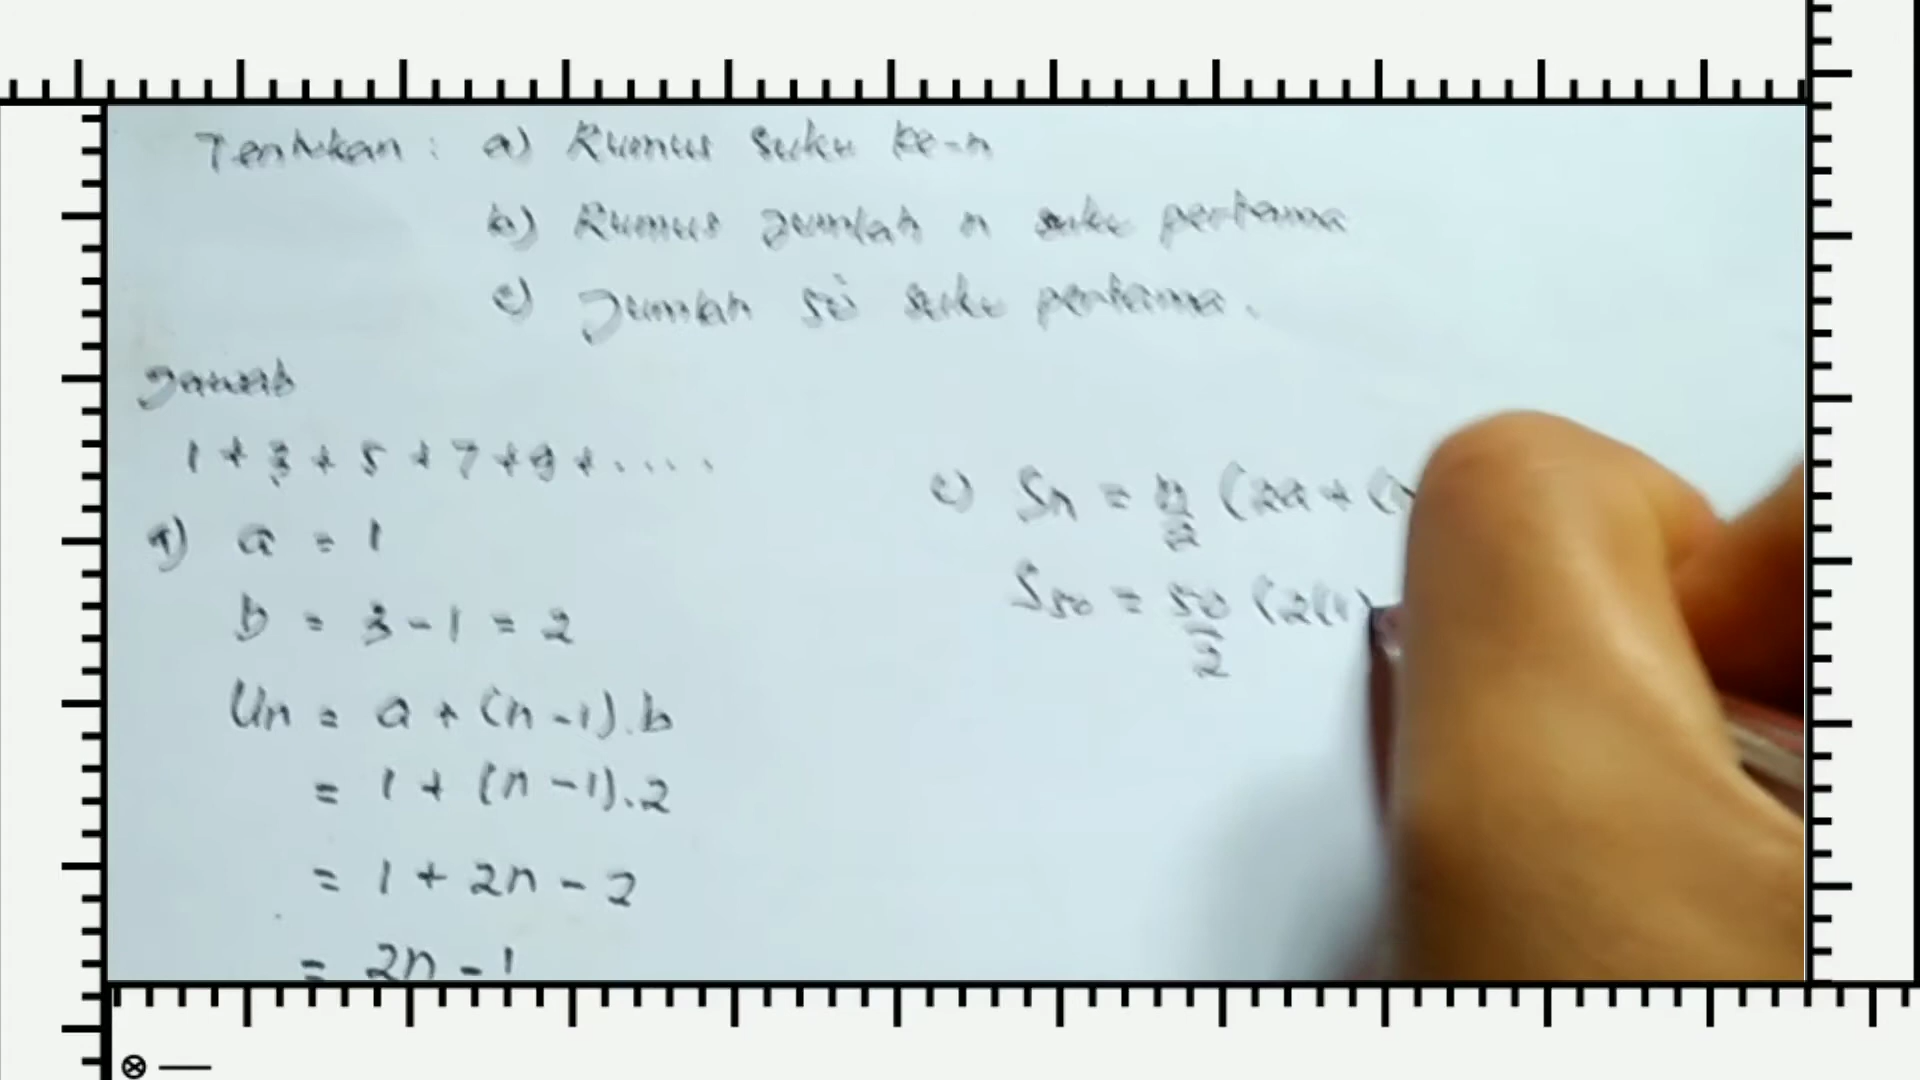 Tentukan : a) Rumus suku ke-n
b) Rumus Jumlah n suku pertama
c) Jumlah 50 suku pertama.
Jawab
1 + 3 + 5 + 7 + 9 + ....
a) a = 1
b = 3 - 1 = 2
Un = a + (n - 1).b
= 1 + (n - 1).2
= 1 + 2n - 2
= 2n - 1
c) Sn = n/2 (2a + (
S50 = 50/2 (2(1)